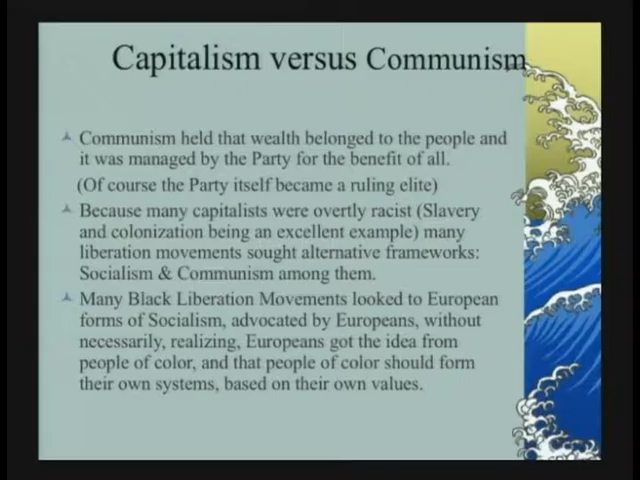 Capitalism versus Communism
Communism held that wealth belonged to the people and
it was managed by the Party for the benefit of all.
(Of course the Party itself became a ruling elite)
Because many capitalists were overtly racist (Slavery
and colonization being an excellent example) many
liberation movements sought alternative frameworks:
Socialism & Communism among them.
Many Black Liberation Movements looked to European
forms of Socialism, advocated by Europeans, without
necessarily, realizing, Europeans got the idea from
people of color, and that people of color should form
their own systems, based on their own values.